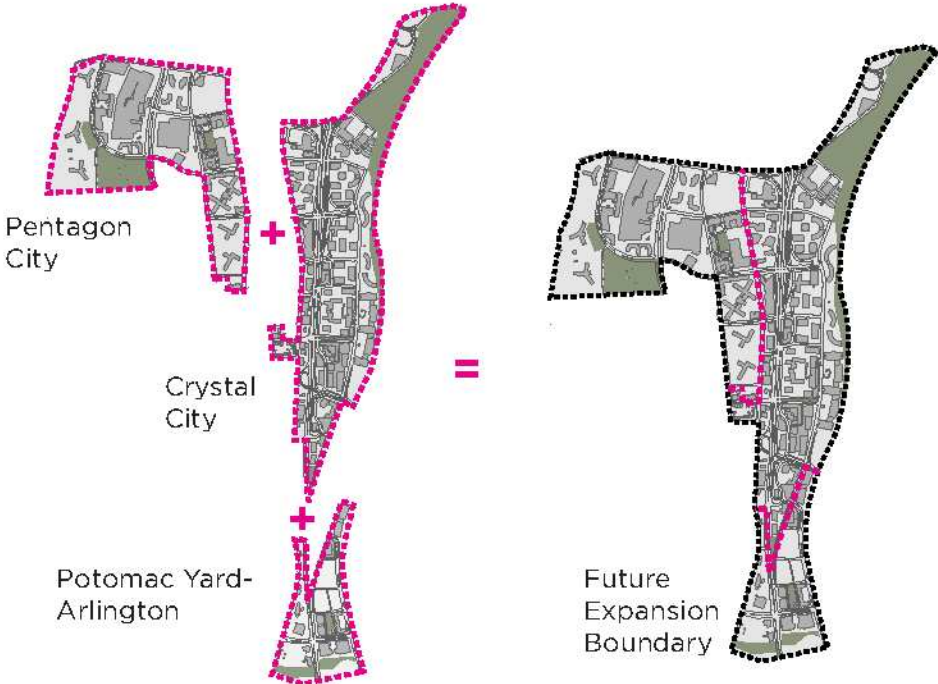 Pentagon
City
+
Crystal
City
=
+
Potomac Yard-
Arlington
Future
Expansion
Boundary